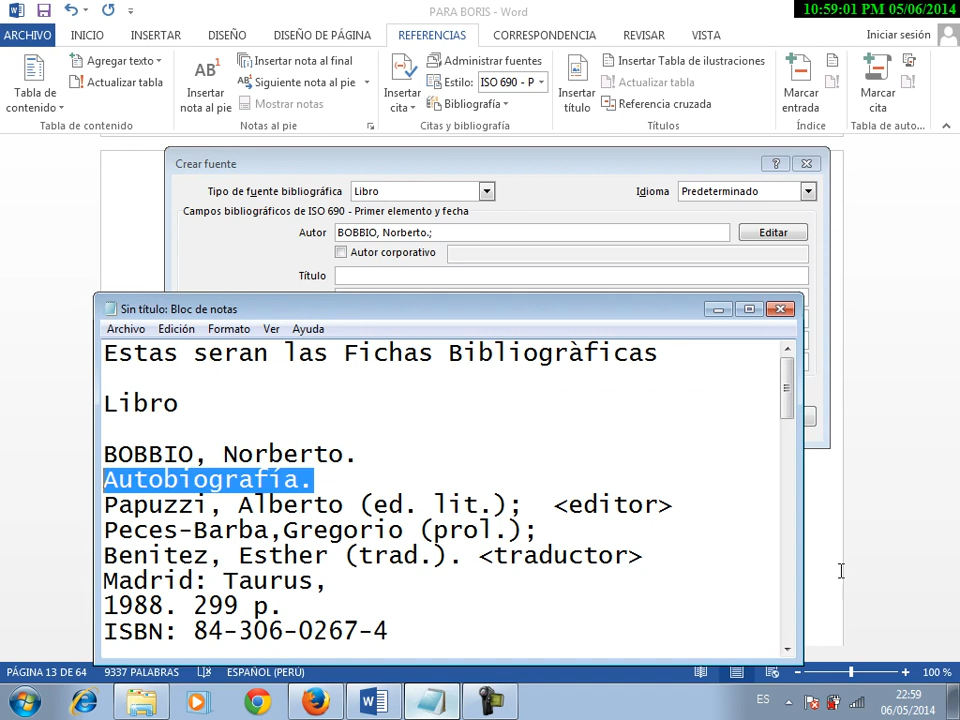 PARA BORIS - Word
10:59:01 PM 05/06/2014
ARCHIVO INICIO INSERTAR DISEÑO DISEÑO DE PÁGINA REFERENCIAS CORRESPONDENCIA REVISAR VISTA Iniciar sesión
Tabla de contenido
Agregar texto
Actualizar tabla
Tabla de contenido
AB¹
Insertar nota al pie
Insertar nota al final
Siguiente nota al pie
Mostrar notas
Notas al pie
Insertar cita
Administrar fuentes
Estilo: ISO 690 - P
Bibliografía
Citas y bibliografía
Insertar título
Insertar Tabla de ilustraciones
Actualizar tabla
Referencia cruzada
Títulos
Marcar entrada
Índice
Marcar cita
Tabla de auto...
Crear fuente
Tipo de fuente bibliográfica Libro Idioma Predeterminado
Campos bibliográficos de ISO 690 - Primer elemento y fecha
Autor BOBBIO, Norberto.; Editar
Autor corporativo
Título
Sin título: Bloc de notas
Archivo Edición Formato Ver Ayuda
Estas seran las Fichas Bibliogràficas
Libro
BOBBIO, Norberto.
Autobiografía.
Papuzzi, Alberto (ed. lit.); <editor>
Peces-Barba,Gregorio (prol.);
Benitez, Esther (trad.). <traductor>
Madrid: Taurus,
1988. 299 p.
ISBN: 84-306-0267-4
PÁGINA 13 DE 64 9337 PALABRAS ESPAÑOL (PERÚ) 100 %
ES 22:59
06/05/2014